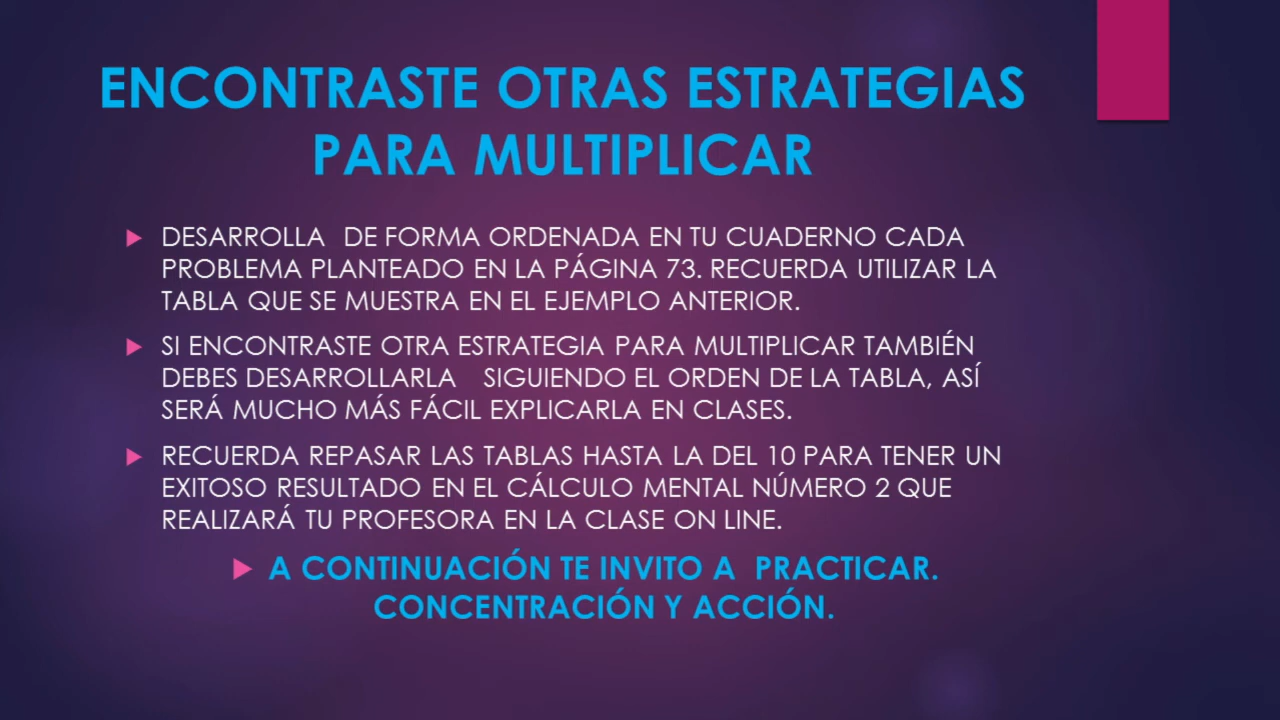 ENCONTRASTE OTRAS ESTRATEGIAS
PARA MULTIPLICAR
DESARROLLA DE FORMA ORDENADA EN TU CUADERNO CADA
PROBLEMA PLANTEADO EN LA PÁGINA 73. RECUERDA UTILIZAR LA
TABLA QUE SE MUESTRA EN EL EJEMPLO ANTERIOR.
SI ENCONTRASTE OTRA ESTRATEGIA PARA MULTIPLICAR TAMBIÉN
DEBES DESARROLLARLA SIGUIENDO EL ORDEN DE LA TABLA, ASÍ
SERÁ MUCHO MÁS FÁCIL EXPLICARLA EN CLASES.
RECUERDA REPASAR LAS TABLAS HASTA LA DEL 10 PARA TENER UN
EXITOSO RESULTADO EN EL CÁLCULO MENTAL NÚMERO 2 QUE
REALIZARÁ TU PROFESORA EN LA CLASE ON LINE.
A CONTINUACIÓN TE INVITO A PRACTICAR.
CONCENTRACIÓN Y ACCIÓN.